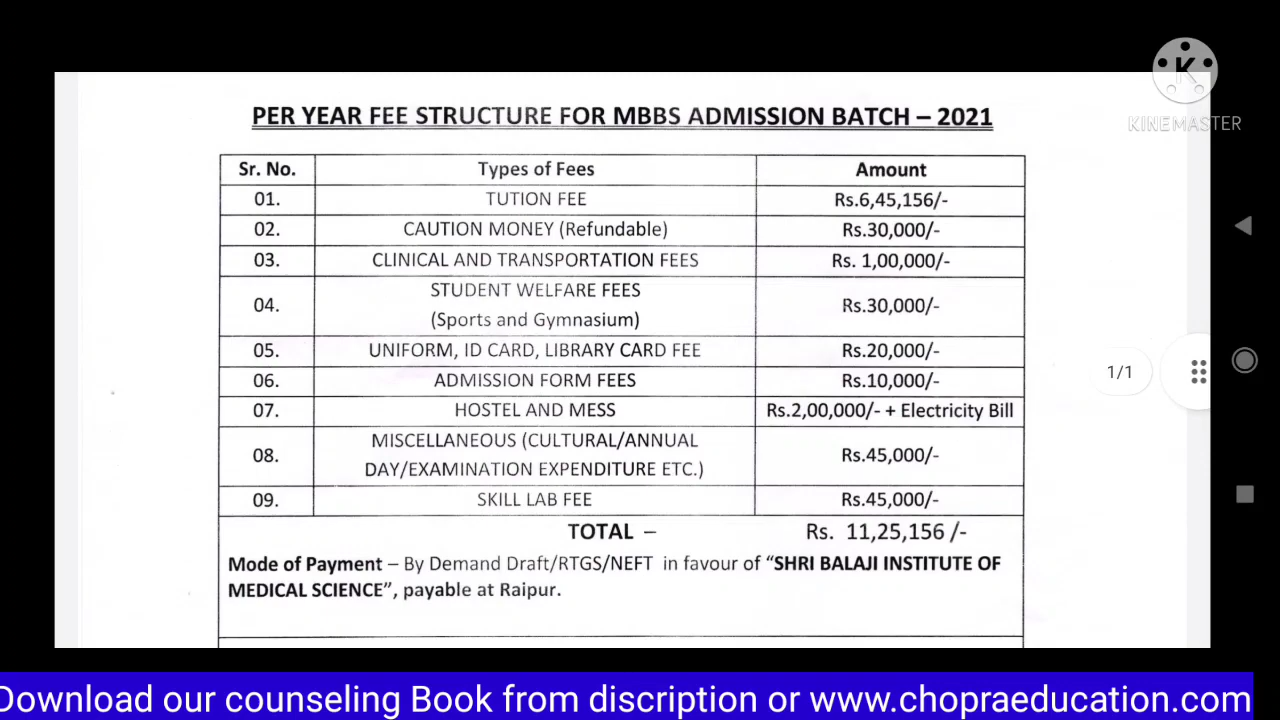 K
KINEMASTER
PER YEAR FEE STRUCTURE FOR MBBS ADMISSION BATCH – 2021
Sr. No. Types of Fees Amount
01. TUTION FEE Rs.6,45,156/-
02. CAUTION MONEY (Refundable) Rs.30,000/-
03. CLINICAL AND TRANSPORTATION FEES Rs. 1,00,000/-
04. STUDENT WELFARE FEES
(Sports and Gymnasium) Rs.30,000/-
05. UNIFORM, ID CARD, LIBRARY CARD FEE Rs.20,000/-
06. ADMISSION FORM FEES Rs.10,000/-
07. HOSTEL AND MESS Rs.2,00,000/- + Electricity Bill
08. MISCELLANEOUS (CULTURAL/ANNUAL
DAY/EXAMINATION EXPENDITURE ETC.) Rs.45,000/-
09. SKILL LAB FEE Rs.45,000/-
TOTAL – Rs. 11,25,156 /-
Mode of Payment – By Demand Draft/RTGS/NEFT in favour of “SHRI BALAJI INSTITUTE OF
MEDICAL SCIENCE”, payable at Raipur.
1/1
Download our counseling Book from discription or www.chopraeducation.com